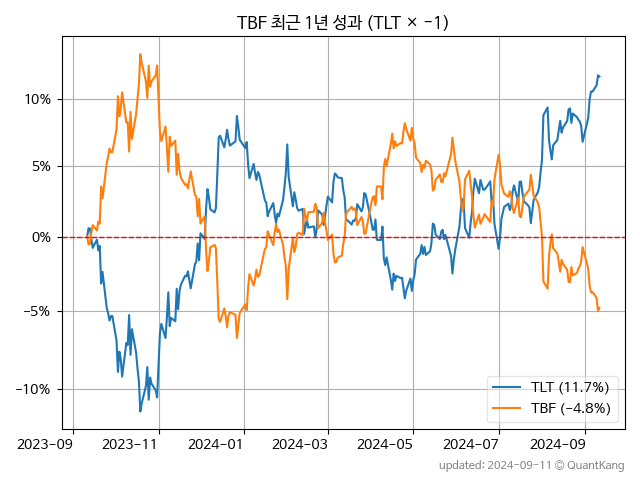 TBF 최근 1년 성과 (TLT × −1)
10%
5%
0%
−5%
−10%
TLT (11.7%)
TBF (−4.8%)
2023-09 2023-11 2024-01 2024-03 2024-05 2024-07 2024-09
updated: 2024-09-11 © QuantKang